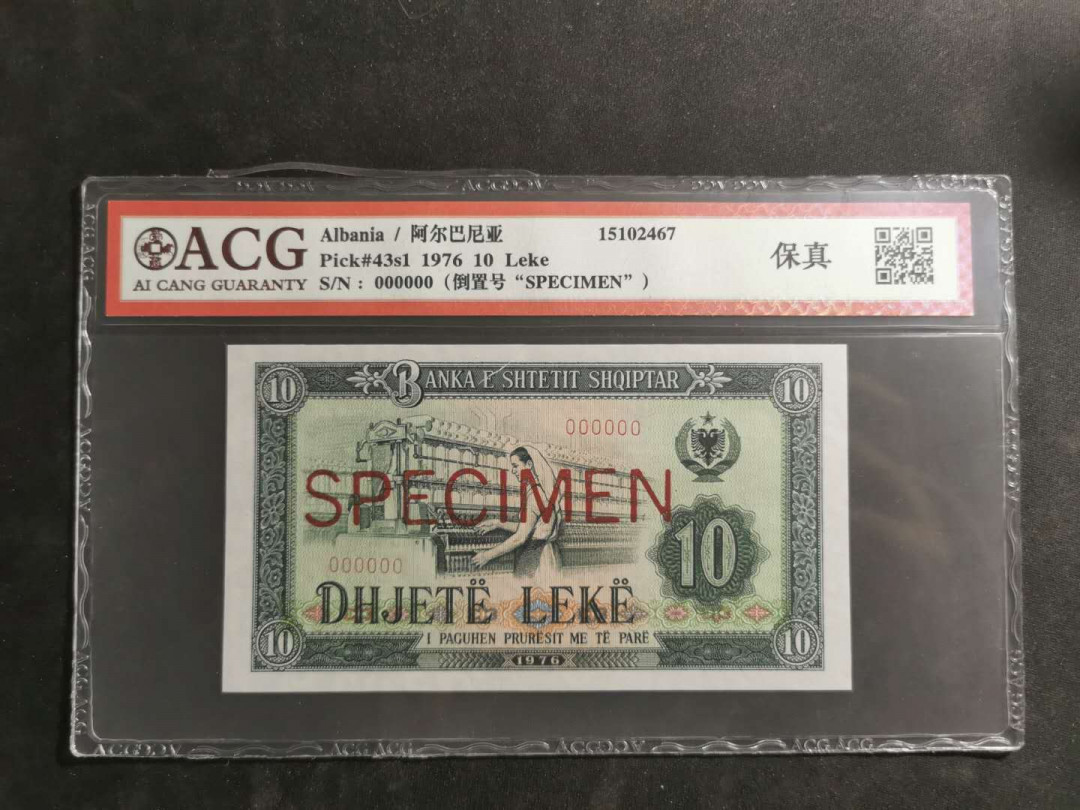 ACG
AI CANG GUARANTY
Albania / 阿尔巴尼亚 15102467
Pick#43s1 1976 10 Leke
S/N : 000000 (倒置号“SPECIMEN”)
保真
10 BANKA E SHTETIT SHQIPTAR 10
000000
SPECIMEN
10
000000
DHJETË LEKË
10 I PAGUHEN PRURËSIT ME TË PARË 10
1976